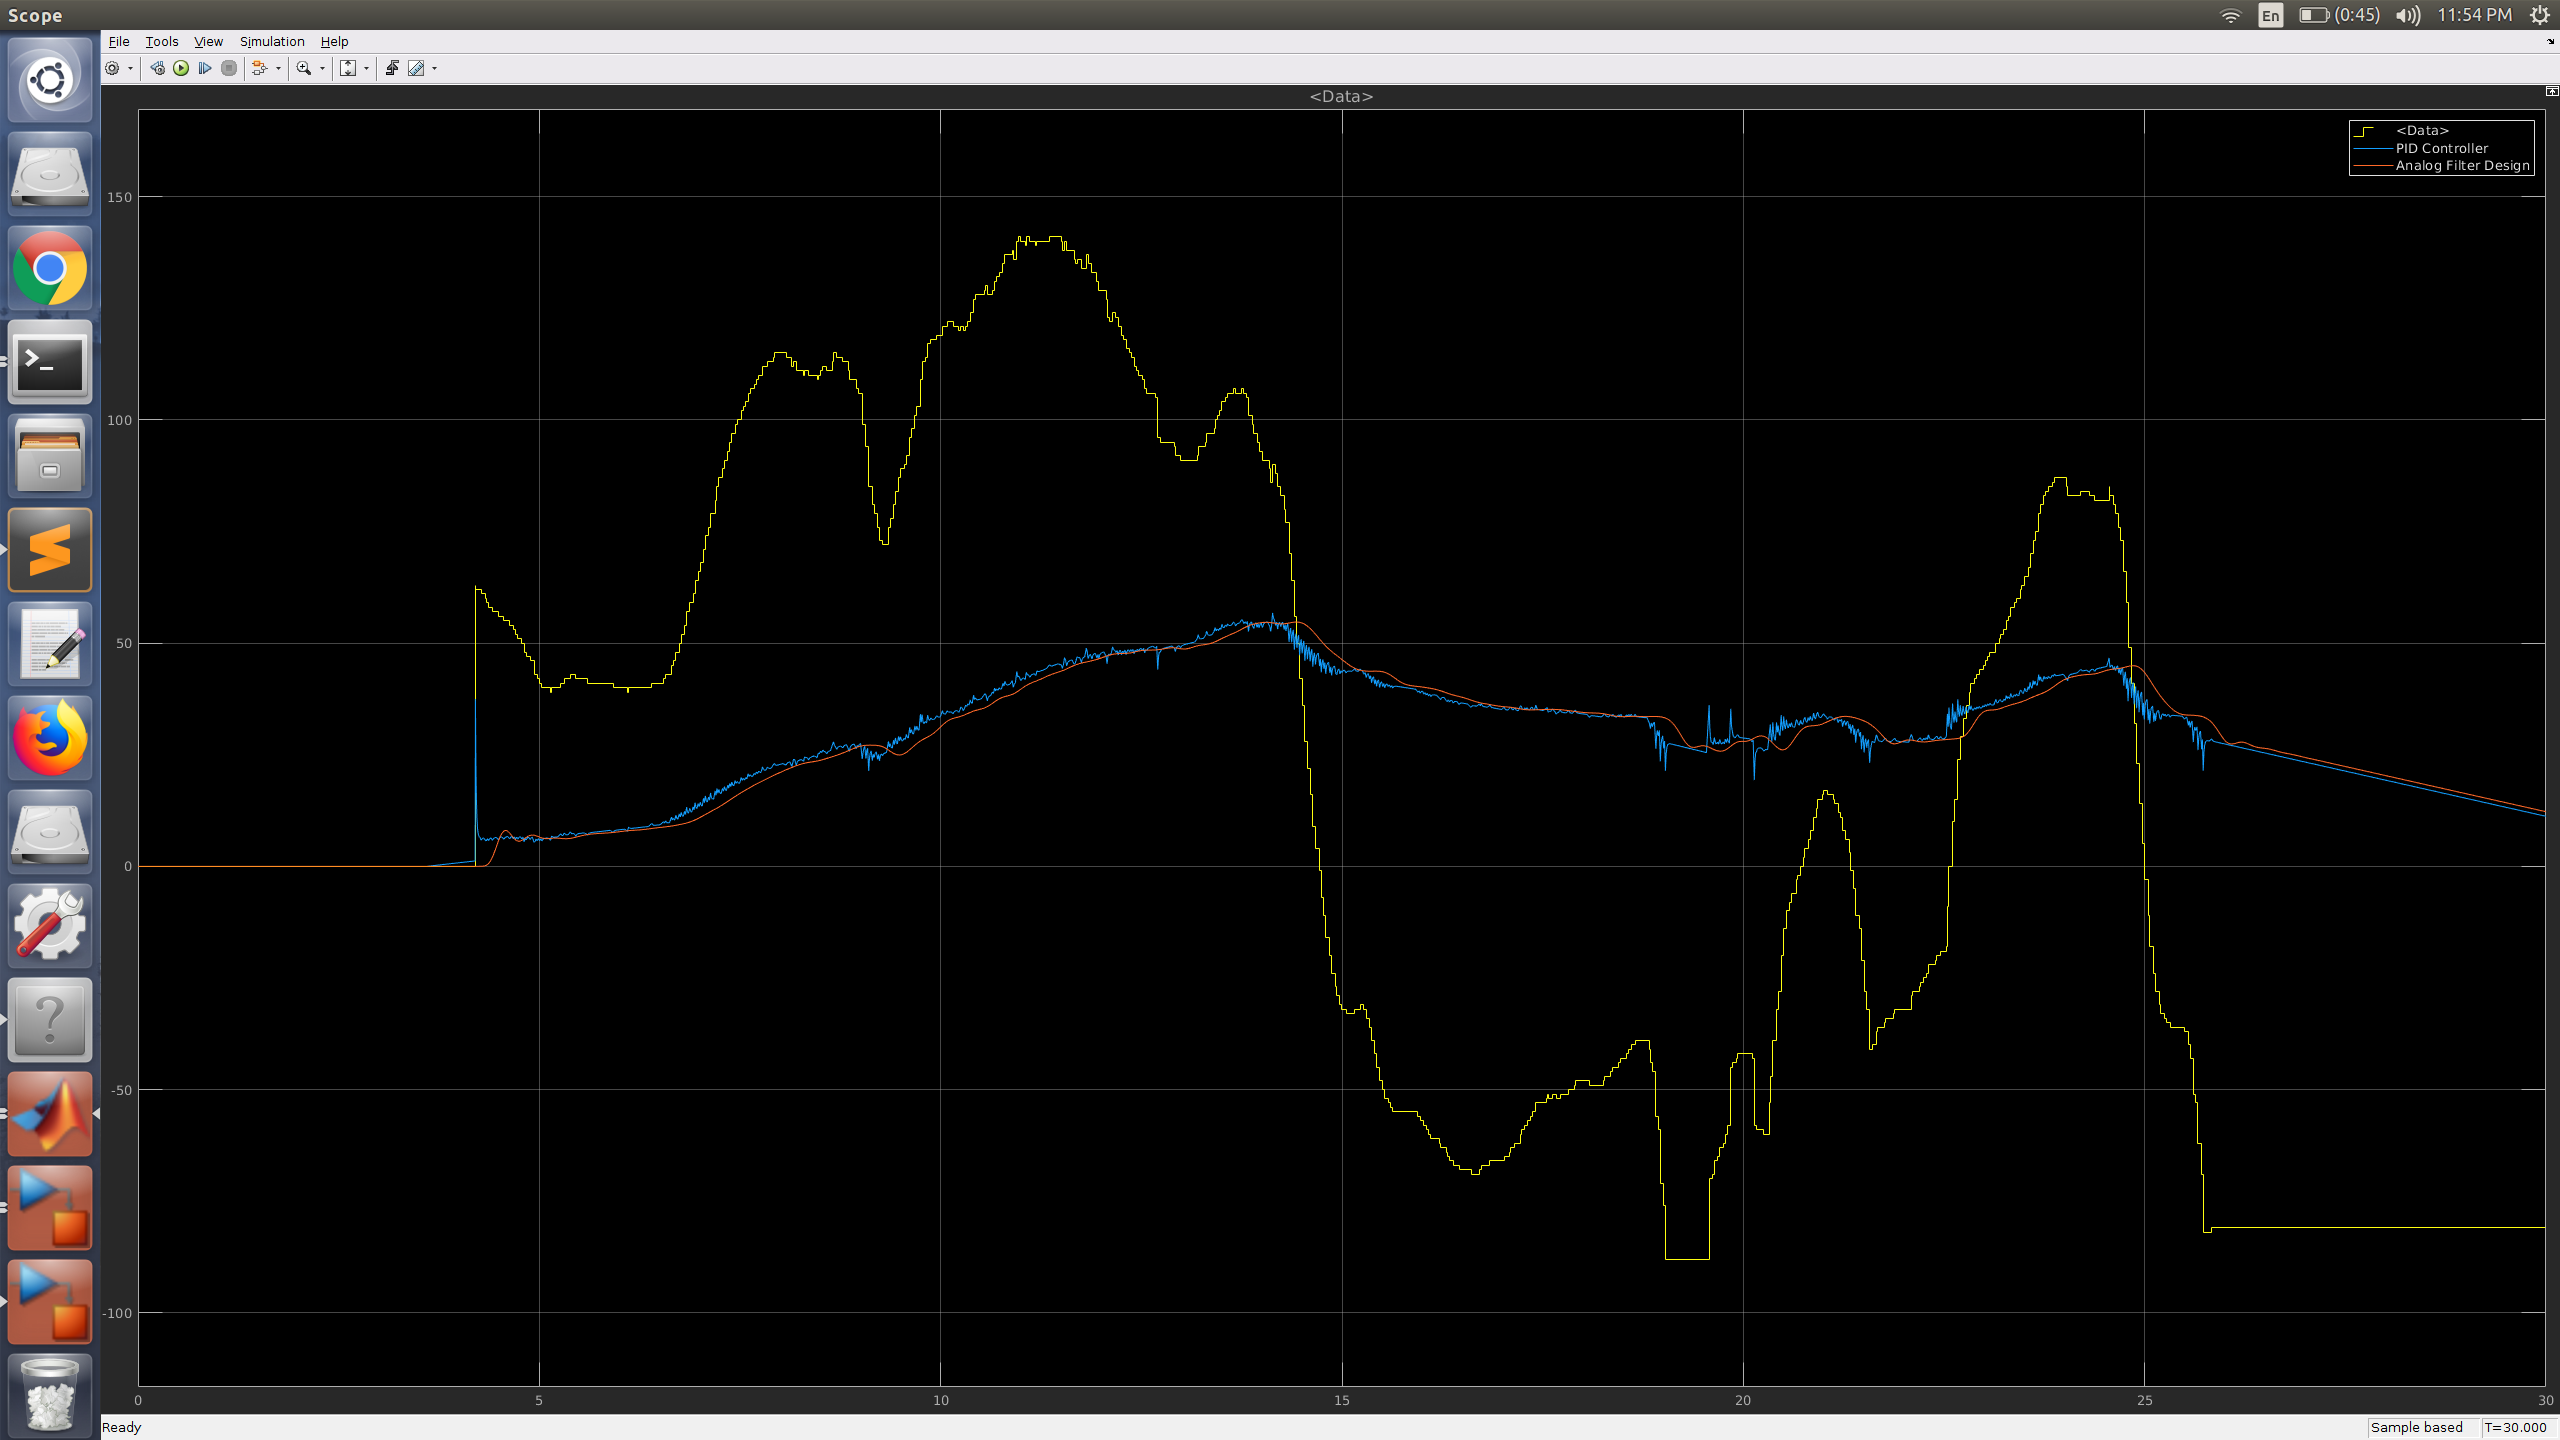 Scope
En
(0:45)
11:54 PM
File Tools View Simulation Help
<Data>
<Data>
PID Controller
Analog Filter Design
150
100
50
0
-50
-100
0 5 10 15 20 25 30
Ready
Sample based
T=30.000